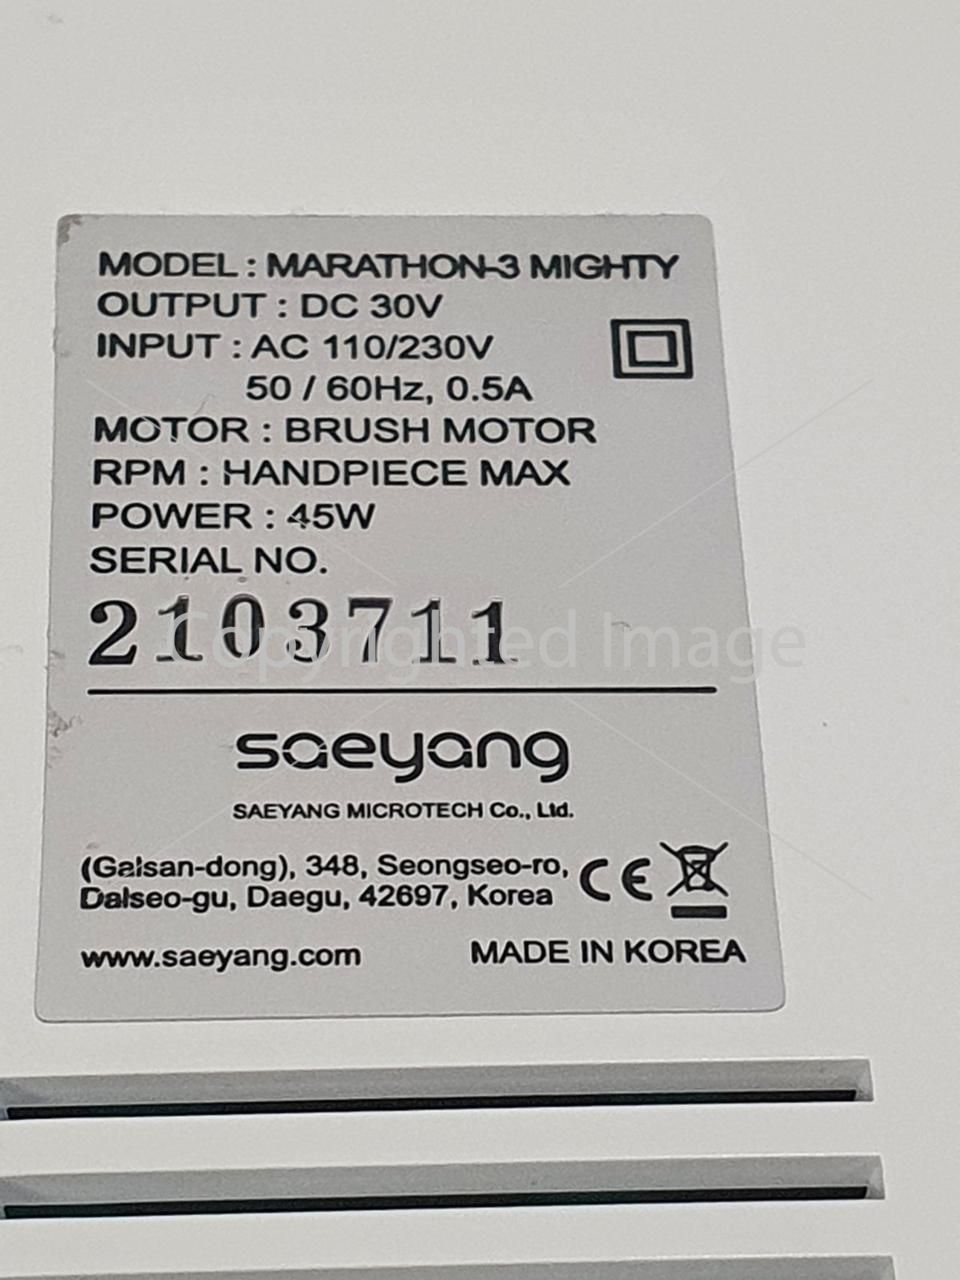 MODEL : MARATHON-3 MIGHTY
OUTPUT : DC 30V
INPUT : AC 110/230V
50 / 60Hz, 0.5A
MOTOR : BRUSH MOTOR
RPM : HANDPIECE MAX
POWER : 45W
SERIAL NO.
2103711
Copyrighted Image
saeyang
SAEYANG MICROTECH Co., Ltd.
(Galsan-dong), 348, Seongseo-ro,
Dalseo-gu, Daegu, 42697, Korea
CE
www.saeyang.com
MADE IN KOREA